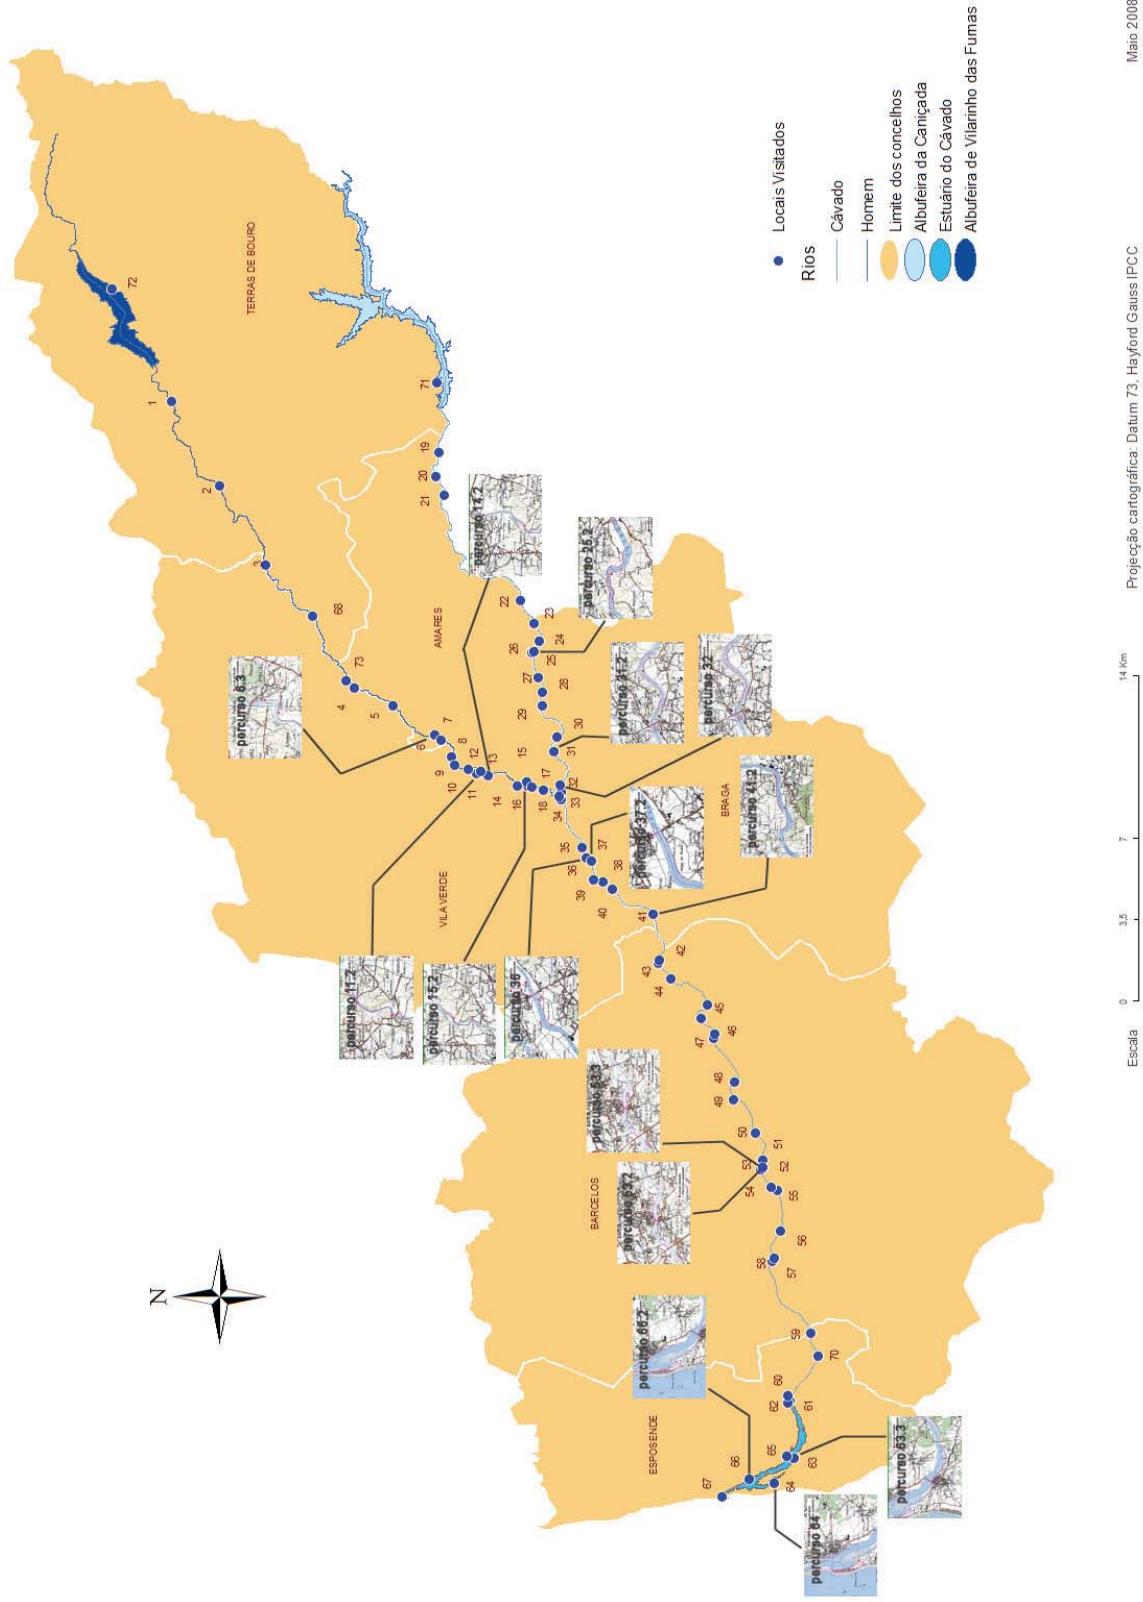 N
TERRAS DE BOURO
AMARES
VILA VERDE
BRAGA
BARCELOS
ESPOSENDE
percurso 6.3
percurso 14.2
percurso 25.2
percurso 31.2
percurso 32
percurso 41.2
percurso 37.2
percurso 11.2
percurso 15.2
percurso 36
percurso 53.3
percurso 53.2
percurso 66.2
percurso 64
percurso 63.3
72
1
2
3
68
73
4
5
6
7
8
9
10
11
12
13
14
15
16
17
18
71
19
20
21
22
23
24
25
26
27
28
29
30
31
32
33
34
35
36
37
38
39
40
41
42
43
44
45
46
47
48
49
50
51
52
53
54
55
56
57
58
59
70
60
61
62
63
64
65
66
67
Locais Visitados
Rios
Cávado
Homem
Limite dos concelhos
Albufeira da Caniçada
Estuário do Cávado
Albufeira de Vilarinho das Furnas
Escala
0 3,5 7 14 Km
Projecção cartográfica: Datum 73, Hayford Gauss IPCC
Maio 2008